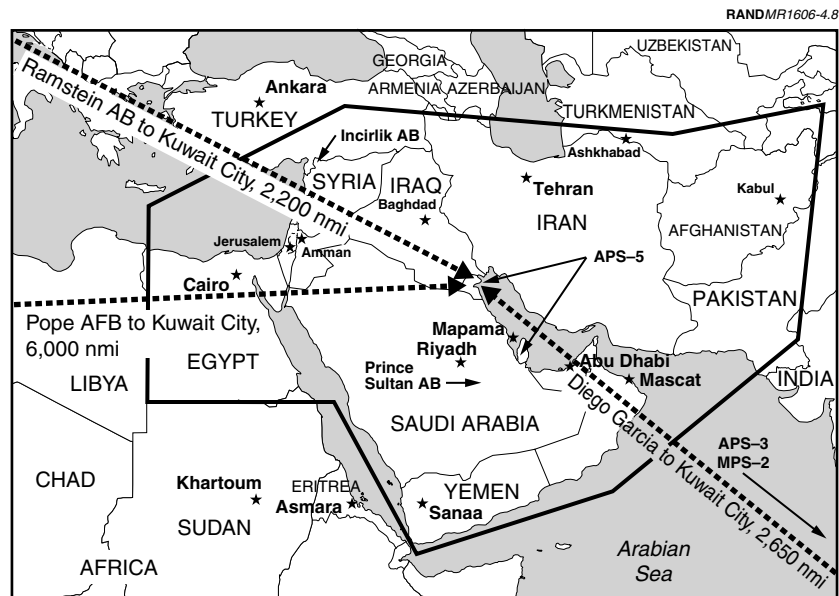 RANDMR1606-4.8
UZBEKISTAN
GEORGIA
ARMENIA AZERBAIJAN
Ankara
TURKEY
TURKMENISTAN
Ramstein AB to Kuwait City, 2,200 nmi
Incirlik AB
Ashkhabad
SYRIA
IRAQ
Baghdad
Tehran
Kabul
IRAN
AFGHANISTAN
Jerusalem
Amman
APS–5
Cairo
PAKISTAN
Pope AFB to Kuwait City,
6,000 nmi
Mapama
Riyadh
EGYPT
Abu Dhabi
Prince
Sultan AB
Mascat
LIBYA
INDIA
SAUDI ARABIA
Diego Garcia to Kuwait City, 2,650 nmi
APS–3
MPS–2
CHAD
Khartoum
ERITREA
YEMEN
Asmara
Sanaa
SUDAN
Arabian
Sea
AFRICA